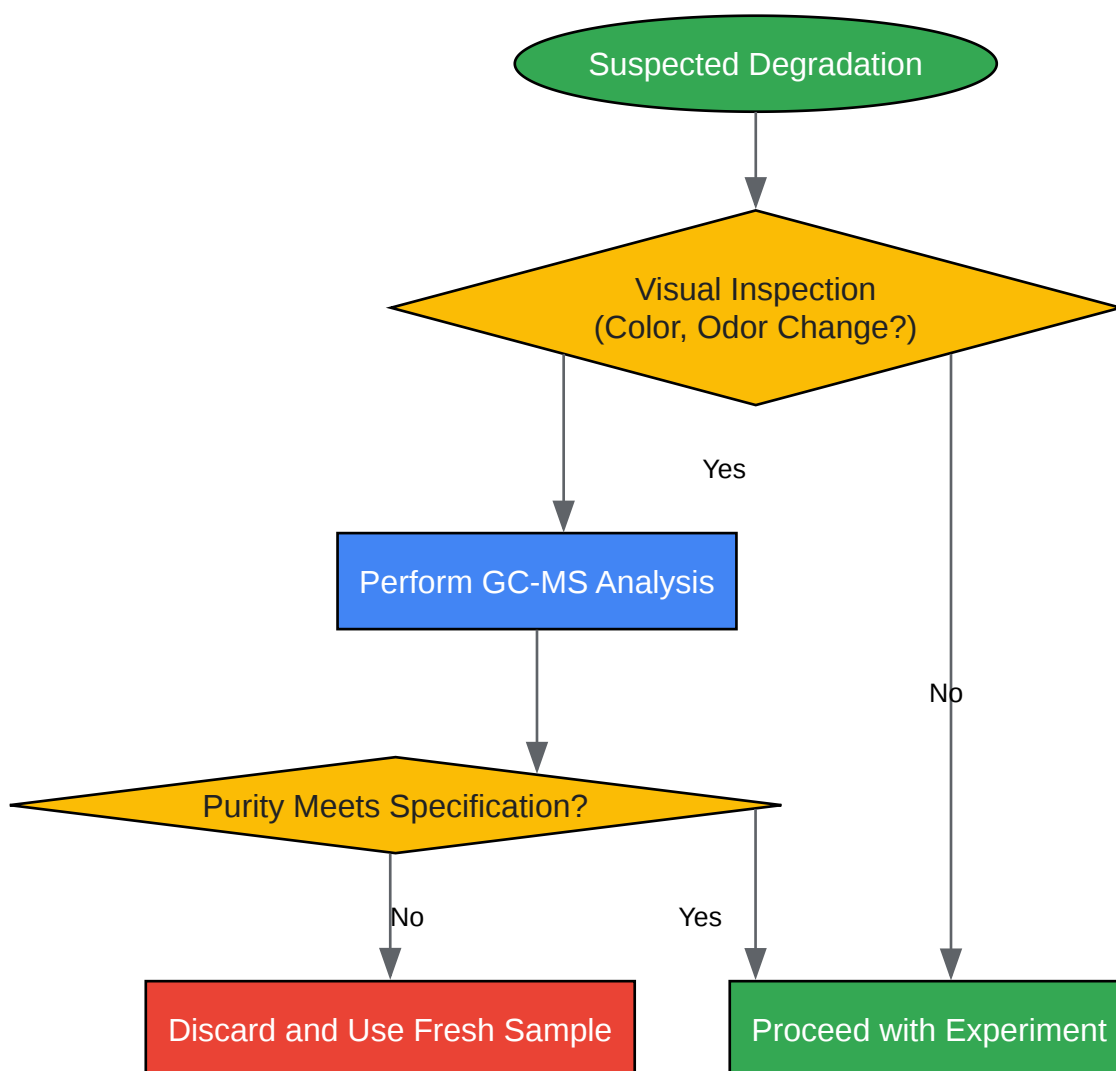 Suspected Degradation
Visual Inspection
(Color, Odor Change?)
Yes
Perform GC-MS Analysis
No
Purity Meets Specification?
No
Yes
Discard and Use Fresh Sample
Proceed with Experiment